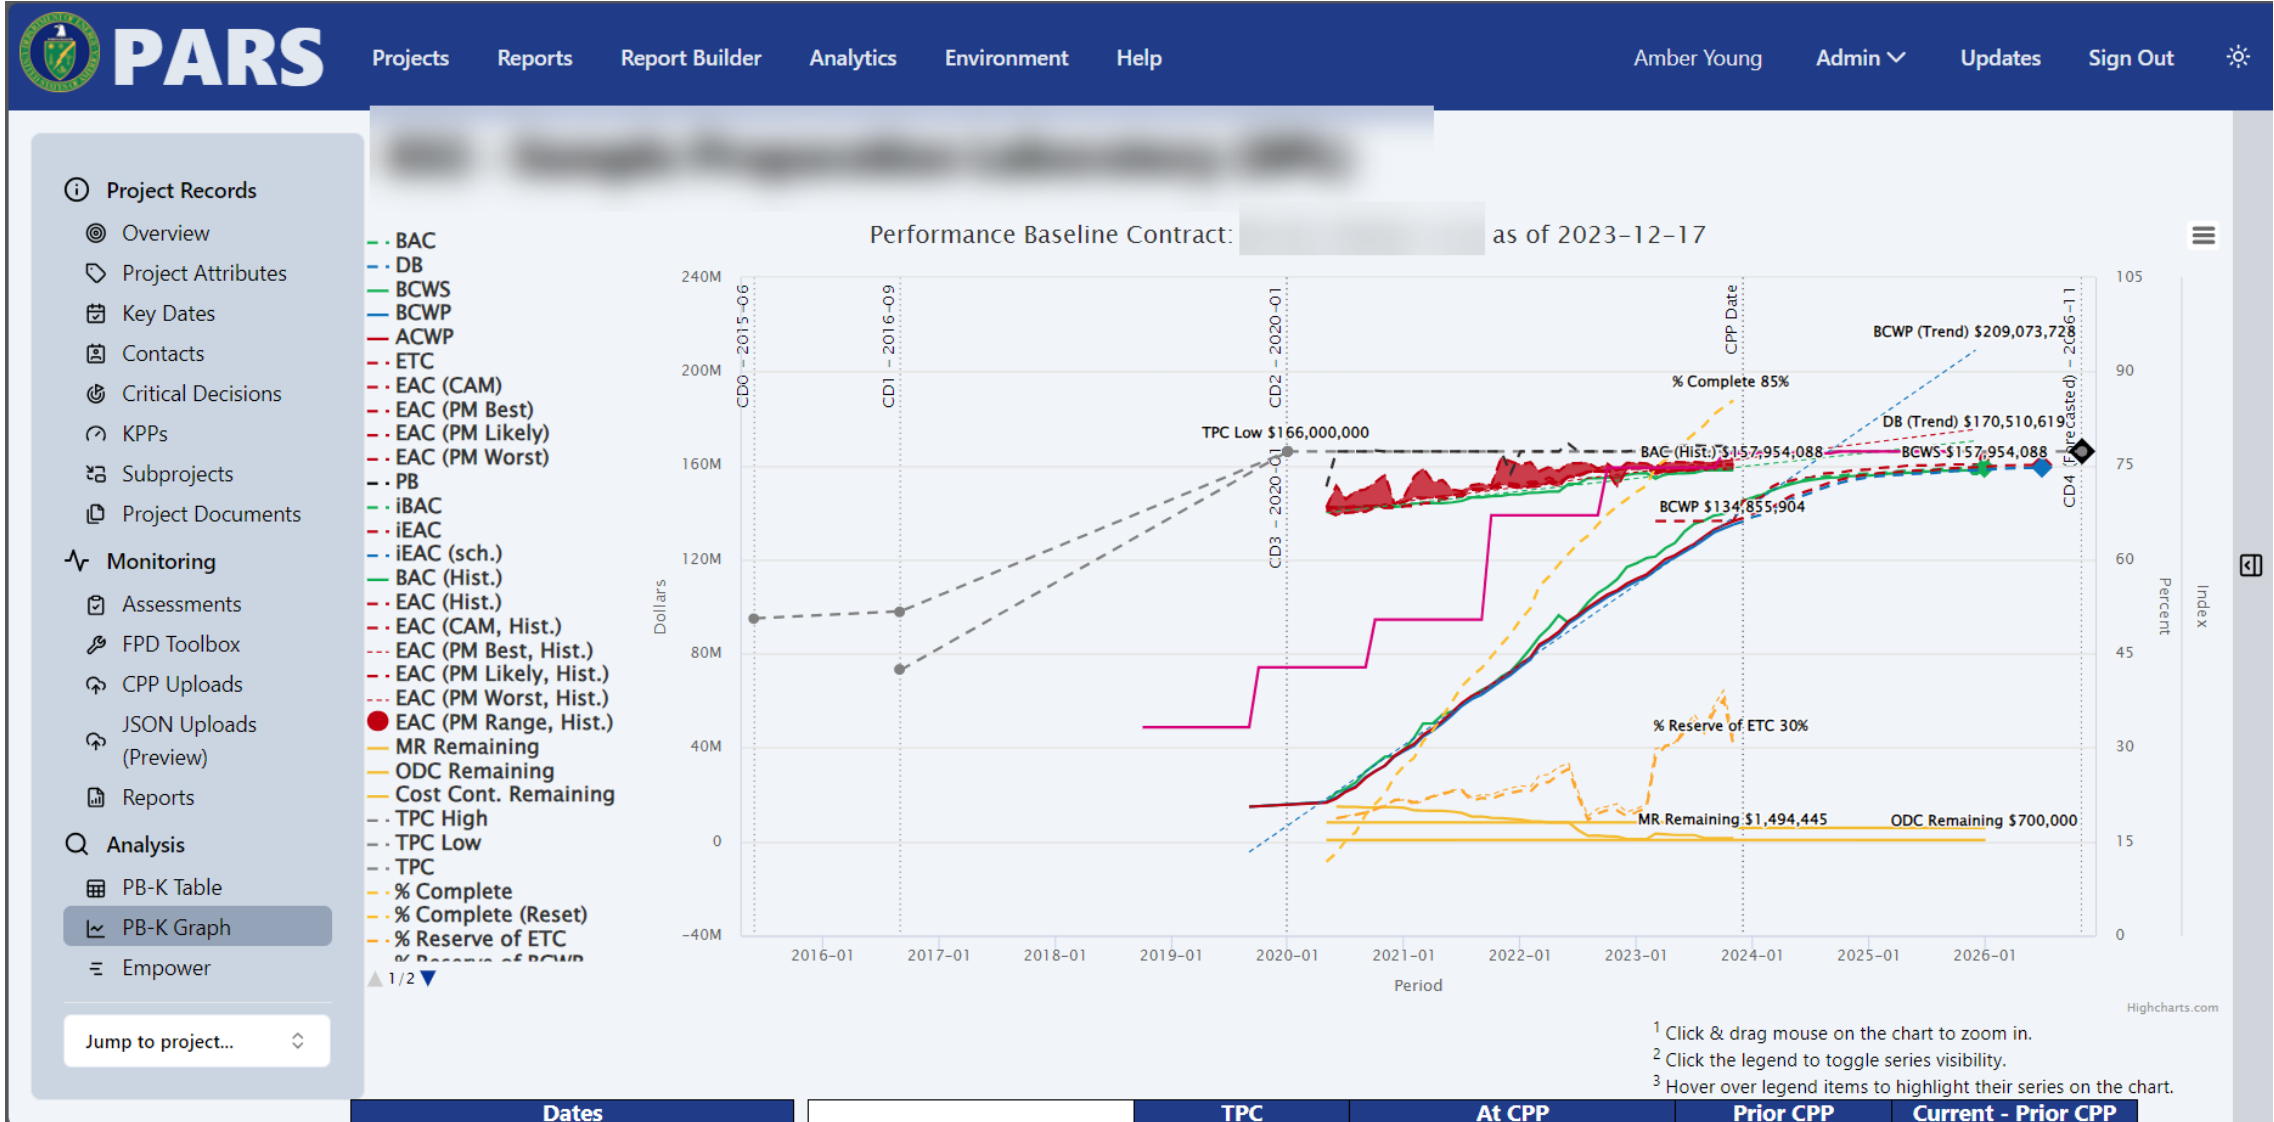 PARS
Projects
Reports
Report Builder
Analytics
Environment
Help
Amber Young
Admin
Updates
Sign Out
Project Records
Overview
Project Attributes
Key Dates
Contacts
Critical Decisions
KPPs
Subprojects
Project Documents
Monitoring
Assessments
FPD Toolbox
CPP Uploads
JSON Uploads
(Preview)
Reports
Analysis
PB-K Table
PB-K Graph
Empower
Jump to project...
BAC
DB
BCWS
BCWP
ACWP
ETC
EAC (CAM)
EAC (PM Best)
EAC (PM Likely)
EAC (PM Worst)
PB
iBAC
iEAC
iEAC (sch.)
BAC (Hist.)
EAC (Hist.)
EAC (CAM, Hist.)
EAC (PM Best, Hist.)
EAC (PM Likely, Hist.)
EAC (PM Worst, Hist.)
EAC (PM Range, Hist.)
MR Remaining
ODC Remaining
Cost Cont. Remaining
TPC High
TPC Low
TPC
% Complete
% Complete (Reset)
% Reserve of ETC
% Reserve of BCWP
1/2
Performance Baseline Contract:
as of 2023-12-17
Dollars
240M
200M
160M
120M
80M
40M
0
-40M
CD0 - 2015-06
CD1 - 2016-09
CD2 - 2020-01
CD3 - 2020-01
CPP Date
CD4 (Forecasted) - 2026-11
BCWP (Trend) $209,073,728
% Complete 85%
DB (Trend) $170,510,619
TPC Low $166,000,000
BAC (Hist.) $157,954,088
BCWS $157,954,088
BCWP $134,855,904
% Reserve of ETC 30%
MR Remaining $1,494,445
ODC Remaining $700,000
105
90
75
60
45
30
15
0
Percent
Index
2016-01
2017-01
2018-01
2019-01
2020-01
2021-01
2022-01
2023-01
2024-01
2025-01
2026-01
Period
Highcharts.com
1 Click & drag mouse on the chart to zoom in.
2 Click the legend to toggle series visibility.
3 Hover over legend items to highlight their series on the chart.
Dates
TPC
At CPP
Prior CPP
Current - Prior CPP